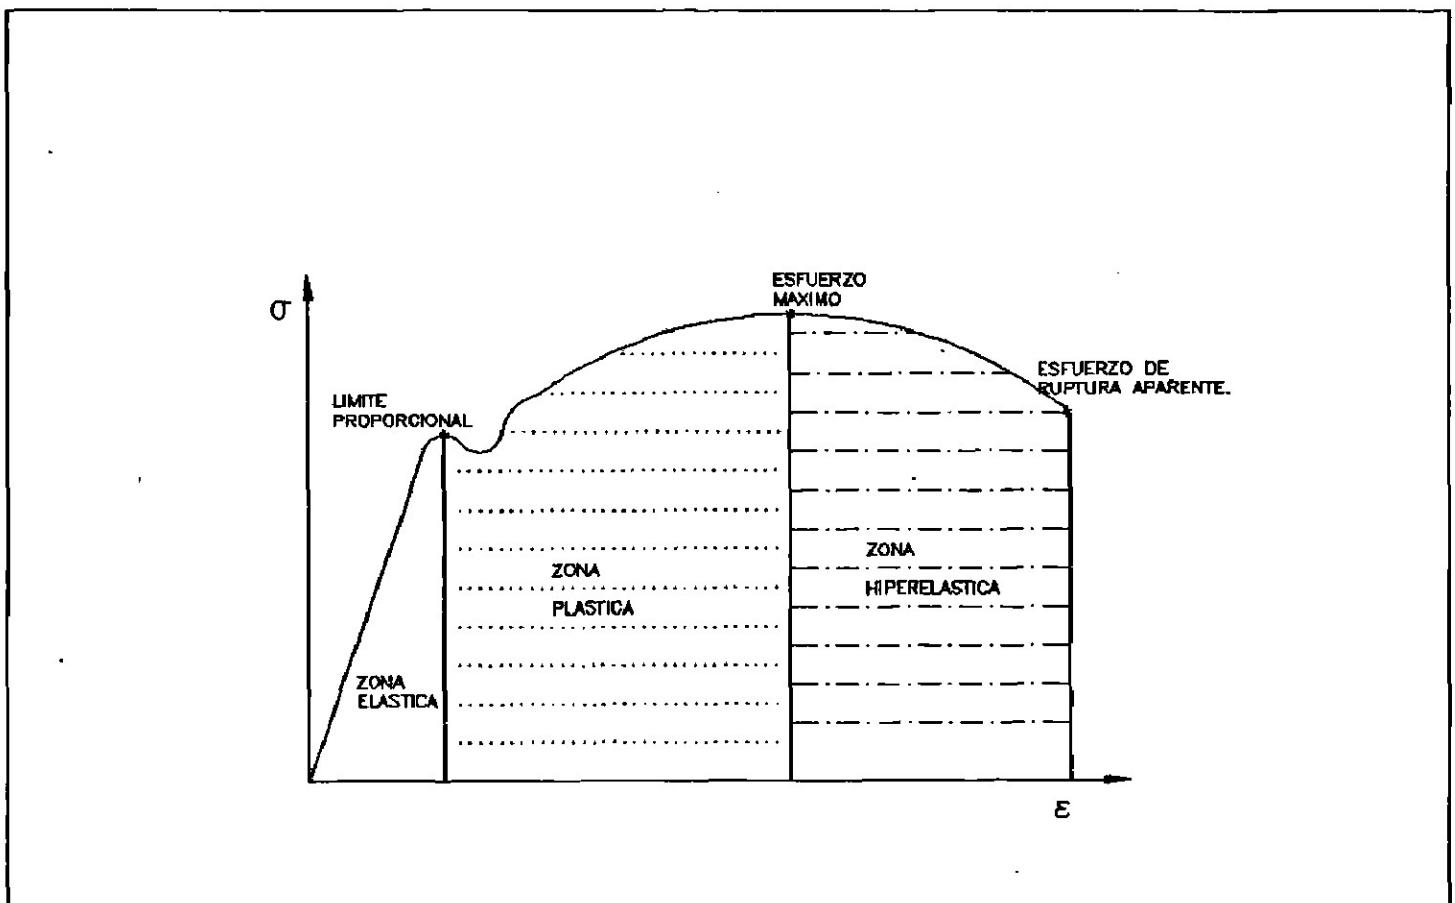 σ
ESFUERZO
MAXIMO
ESFUERZO DE
RUPTURA APARENTE.
LIMITE
PROPORCIONAL
ZONA
PLASTICA
ZONA
HIPERELASTICA
ZONA
ELASTICA
ε